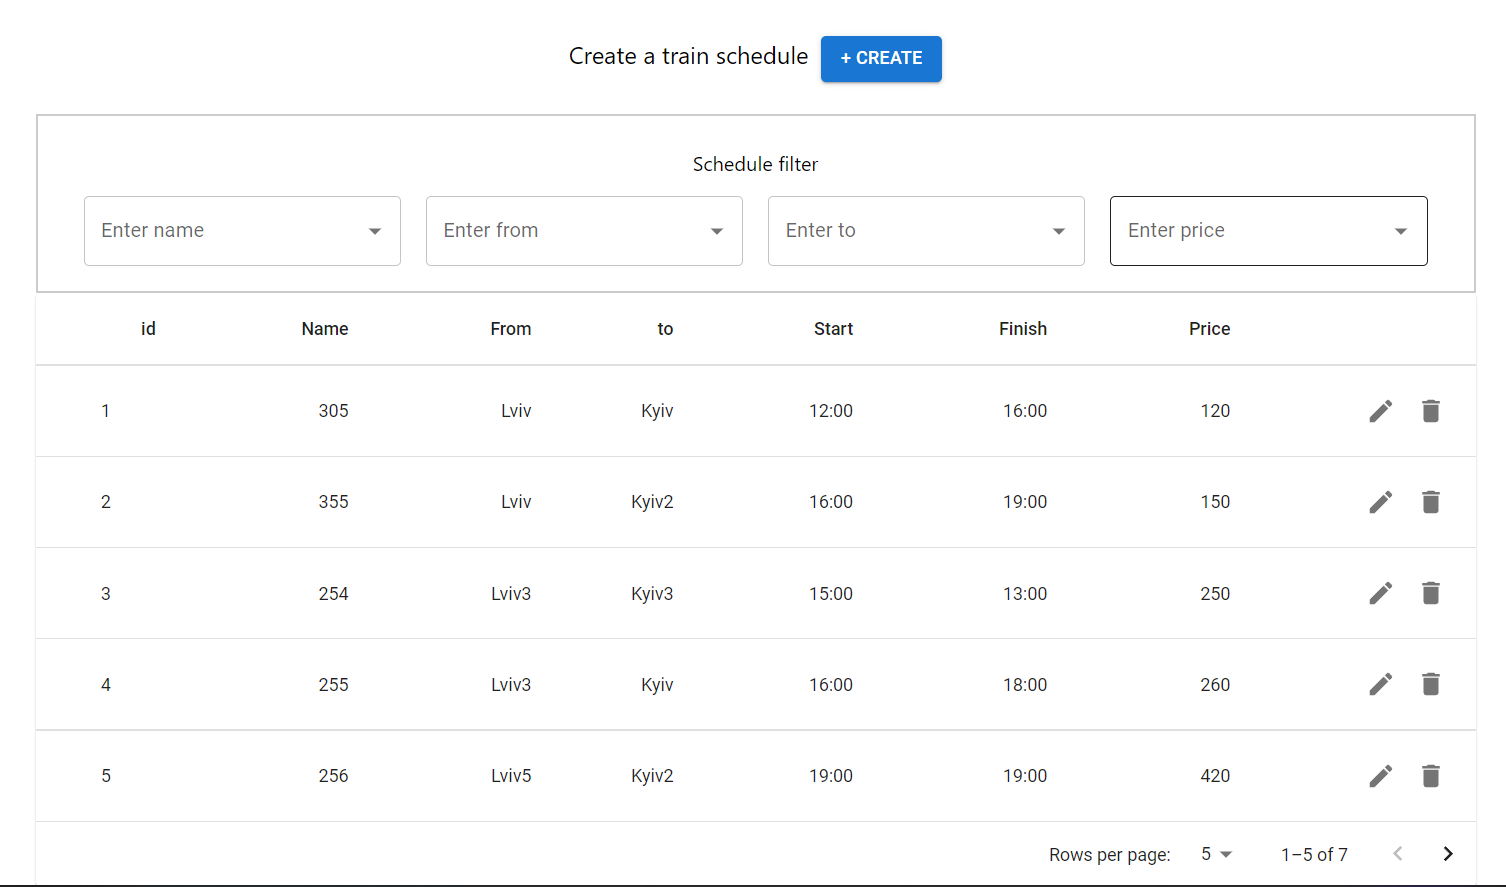 Create a train schedule + CREATE
Schedule filter
Enter name Enter from Enter to Enter price
id Name From to Start Finish Price
1 305 Lviv Kyiv 12:00 16:00 120
2 355 Lviv Kyiv2 16:00 19:00 150
3 254 Lviv3 Kyiv3 15:00 13:00 250
4 255 Lviv3 Kyiv 16:00 18:00 260
5 256 Lviv5 Kyiv2 19:00 19:00 420
Rows per page: 5 1–5 of 7